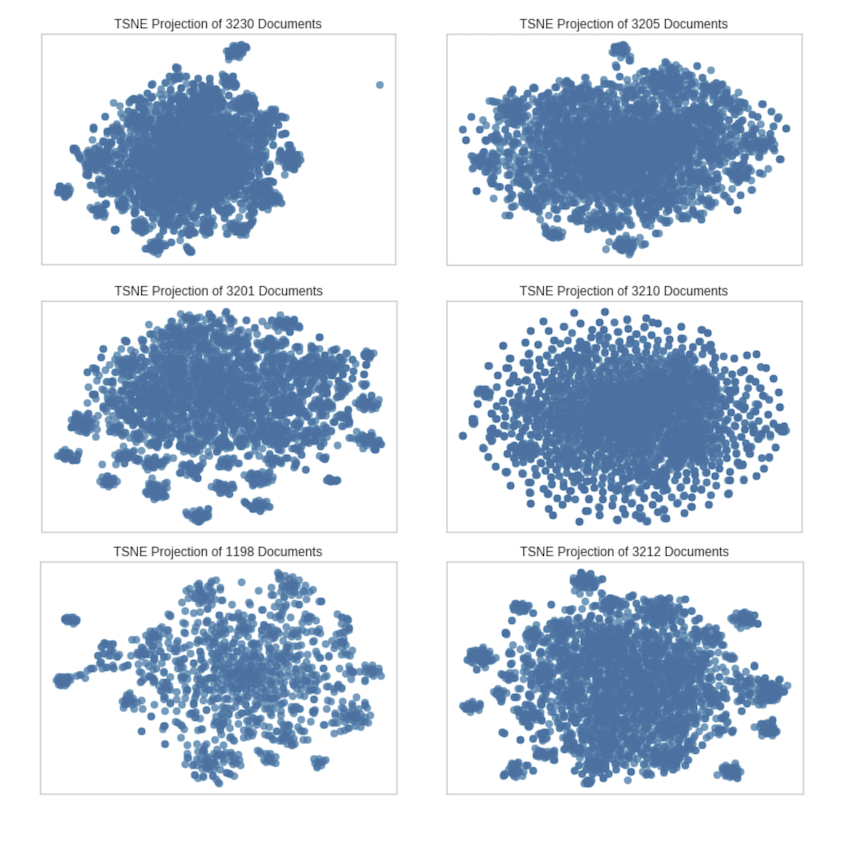 TSNE Projection of 3230 Documents
TSNE Projection of 3205 Documents
TSNE Projection of 3201 Documents
TSNE Projection of 3210 Documents
TSNE Projection of 1198 Documents
TSNE Projection of 3212 Documents